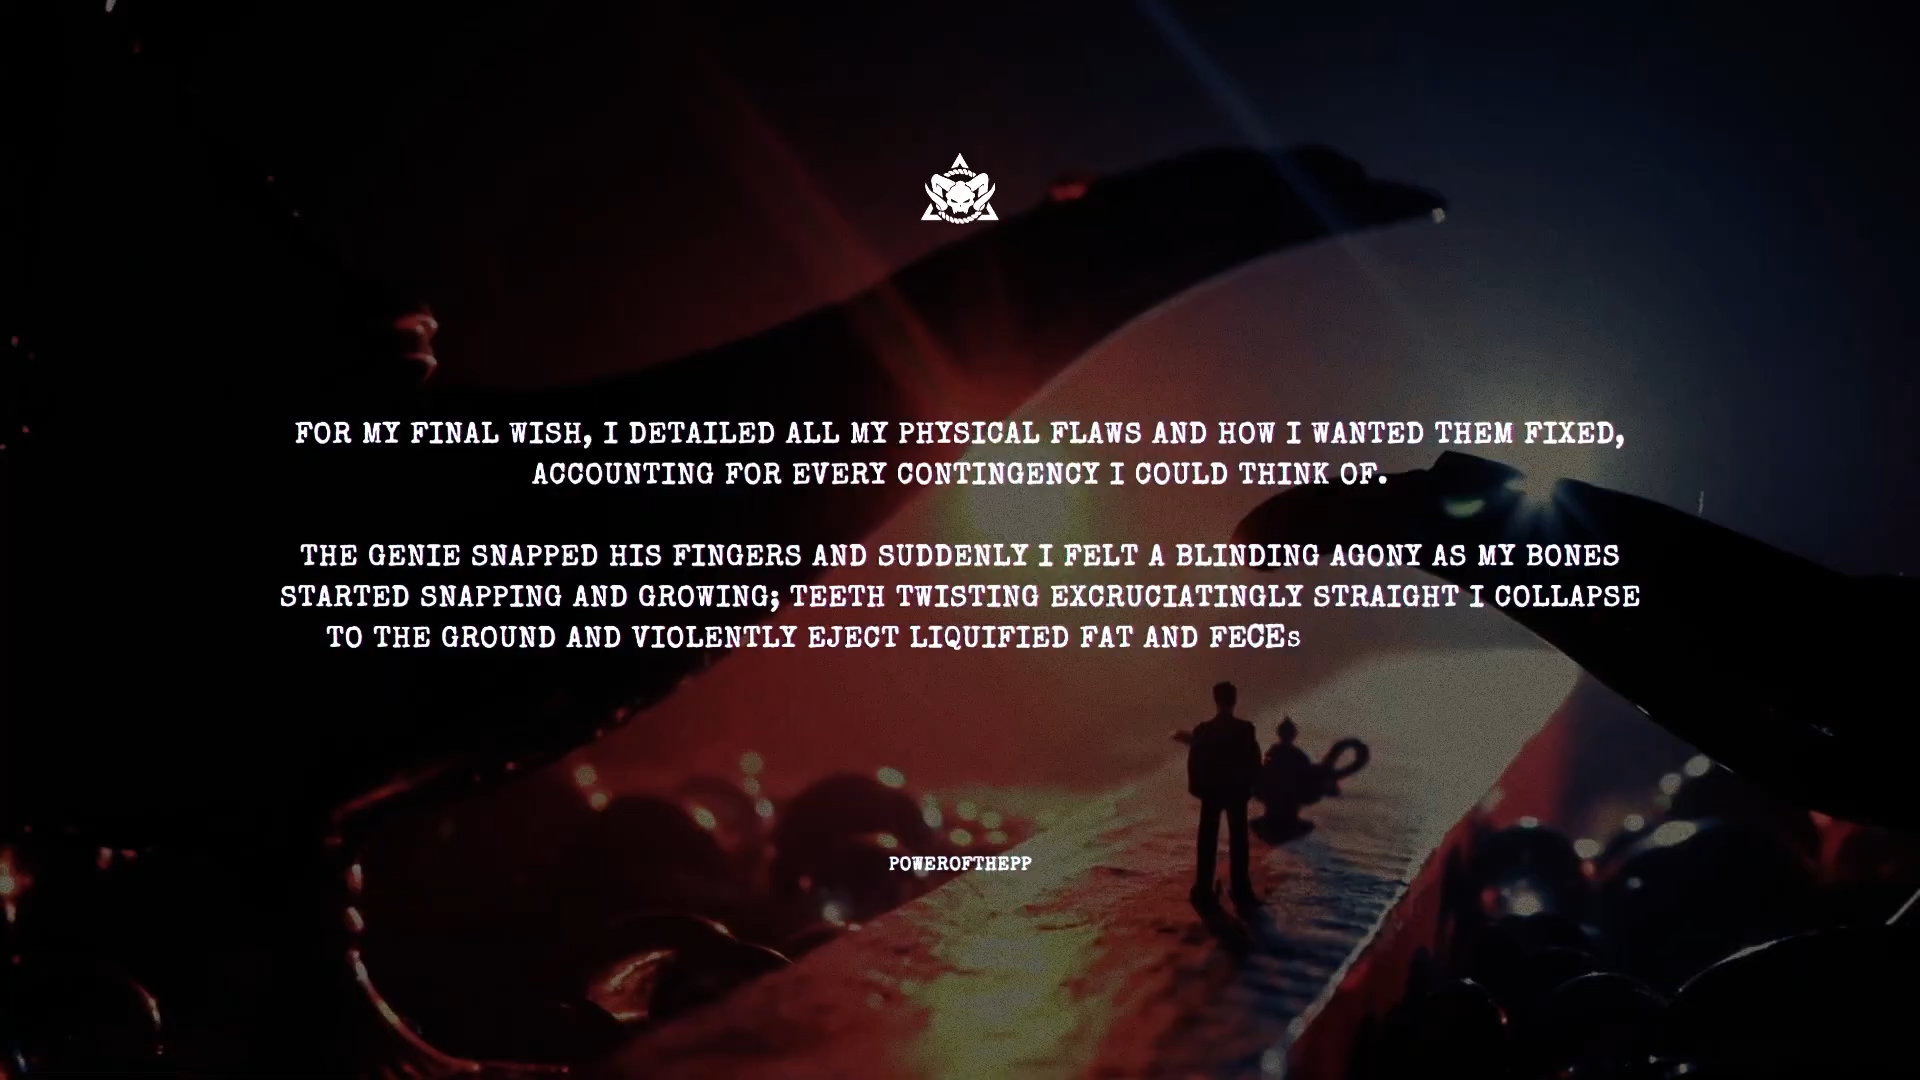 FOR MY FINAL WISH, I DETAILED ALL MY PHYSICAL FLAWS AND HOW I WANTED THEM FIXED,
ACCOUNTING FOR EVERY CONTINGENCY I COULD THINK OF.
THE GENIE SNAPPED HIS FINGERS AND SUDDENLY I FELT A BLINDING AGONY AS MY BONES
STARTED SNAPPING AND GROWING; TEETH TWISTING EXCRUCIATINGLY STRAIGHT I COLLAPSE
TO THE GROUND AND VIOLENTLY EJECT LIQUIFIED FAT AND FECES
POWEROFTHEPP